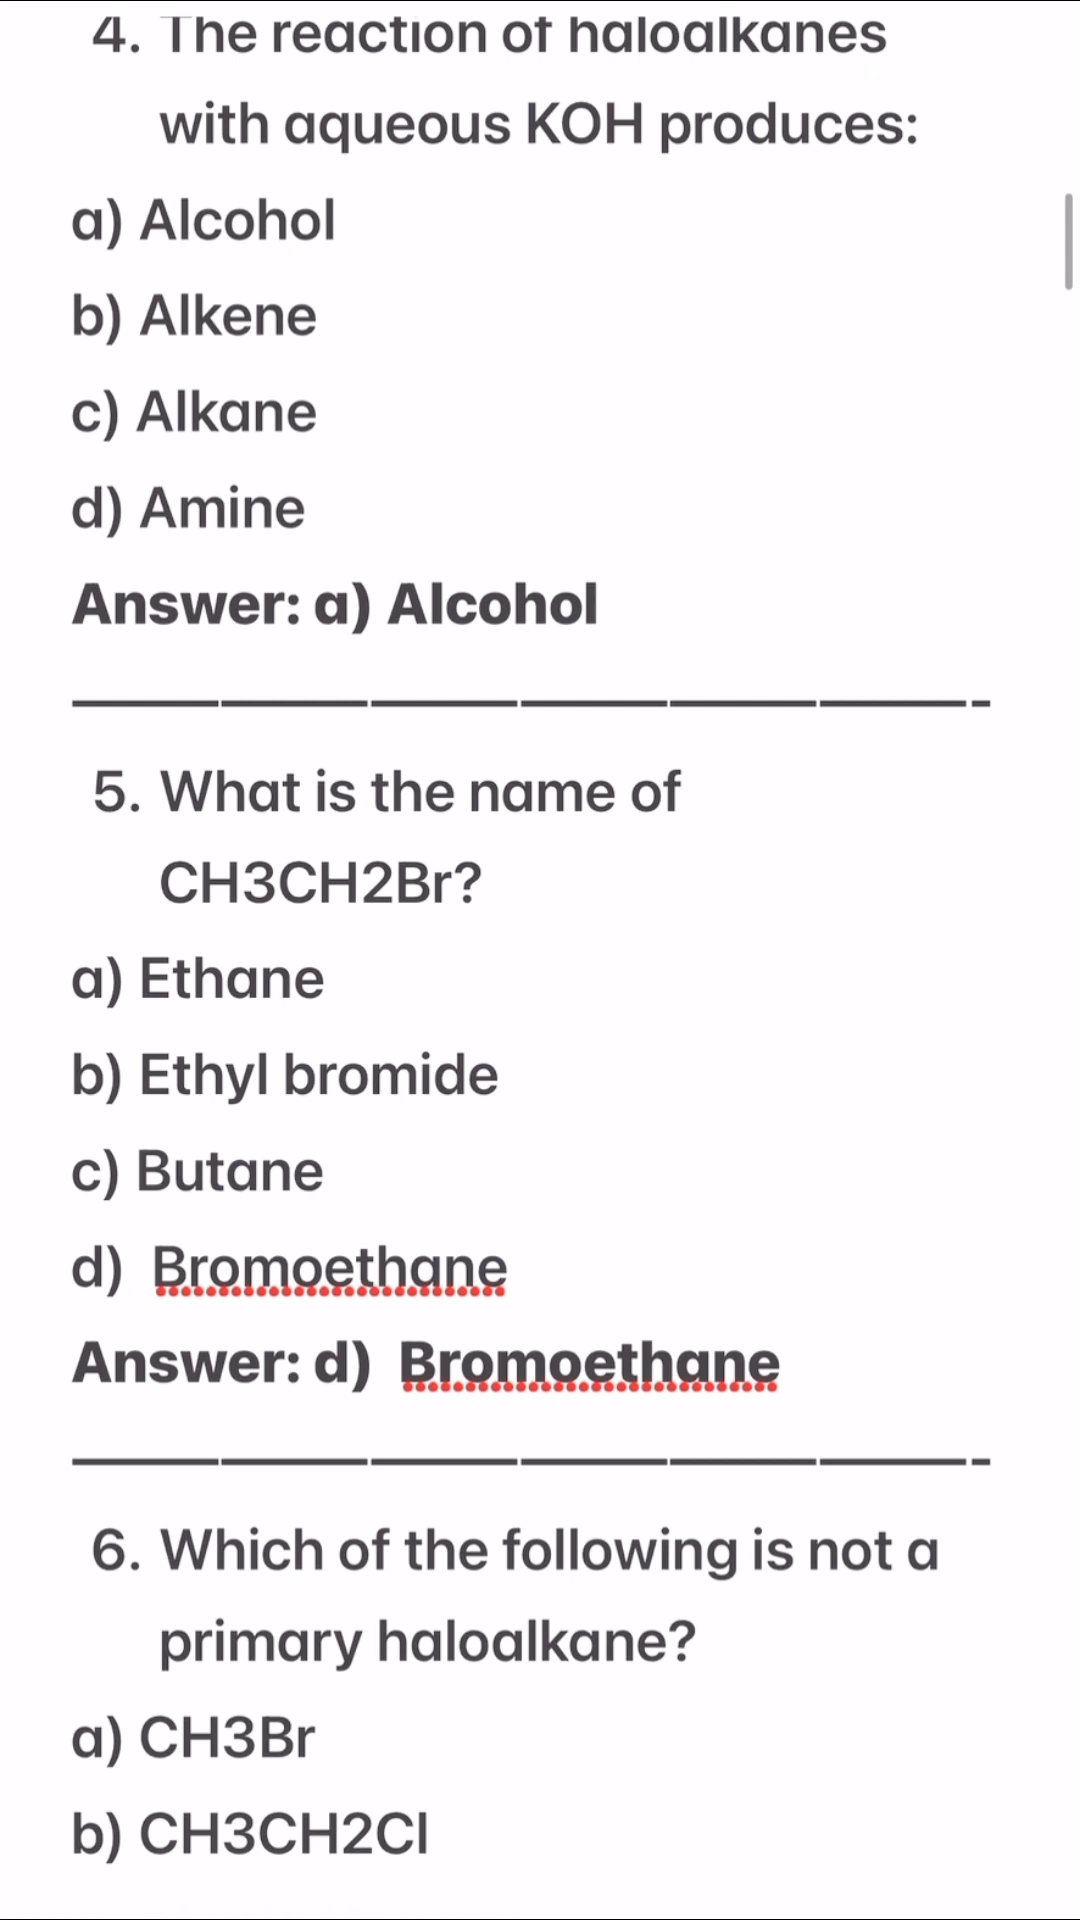 4. The reaction of haloalkanes
with aqueous KOH produces:
a) Alcohol
b) Alkene
c) Alkane
d) Amine
Answer: a) Alcohol
——————-
5. What is the name of
CH3CH2Br?
a) Ethane
b) Ethyl bromide
c) Butane
d) Bromoethane
Answer: d) Bromoethane
——————-
6. Which of the following is not a
primary haloalkane?
a) CH3Br
b) CH3CH2Cl